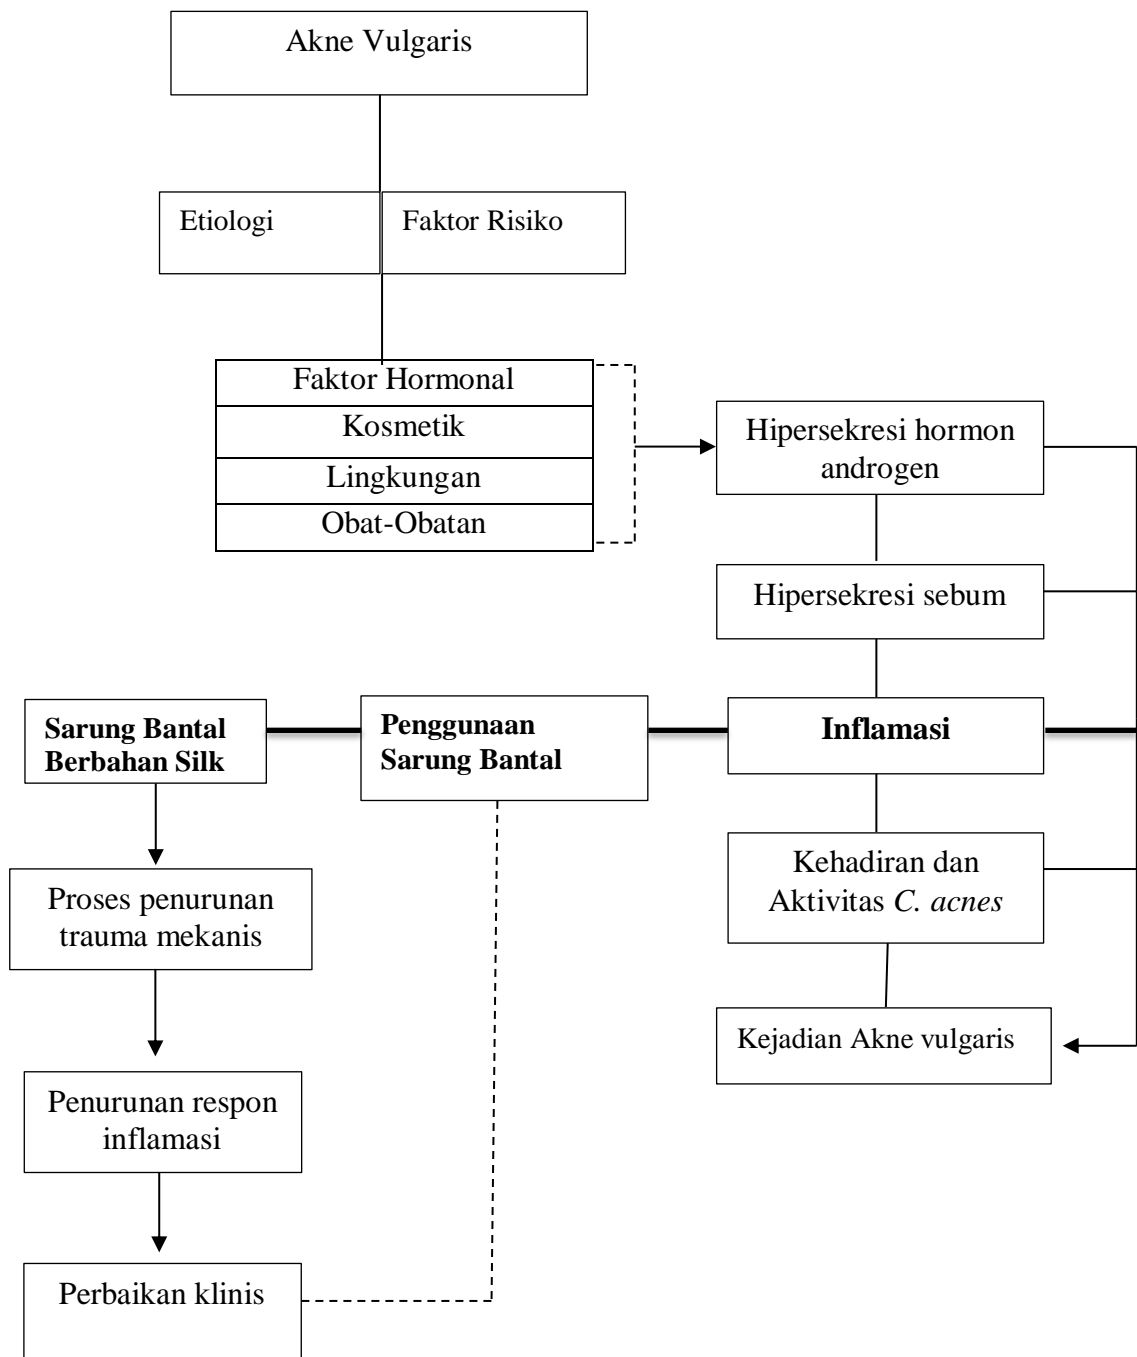 Akne Vulgaris
Etiologi
Faktor Risiko
Faktor Hormonal
Kosmetik
Lingkungan
Obat-Obatan
Hipersekresi hormon
androgen
Hipersekresi sebum
Sarung Bantal
Berbahan Silk
Penggunaan
Sarung Bantal
Inflamasi
Kehadiran dan
Aktivitas C. acnes
Proses penurunan
trauma mekanis
Kejadian Akne vulgaris
Penurunan respon
inflamasi
Perbaikan klinis